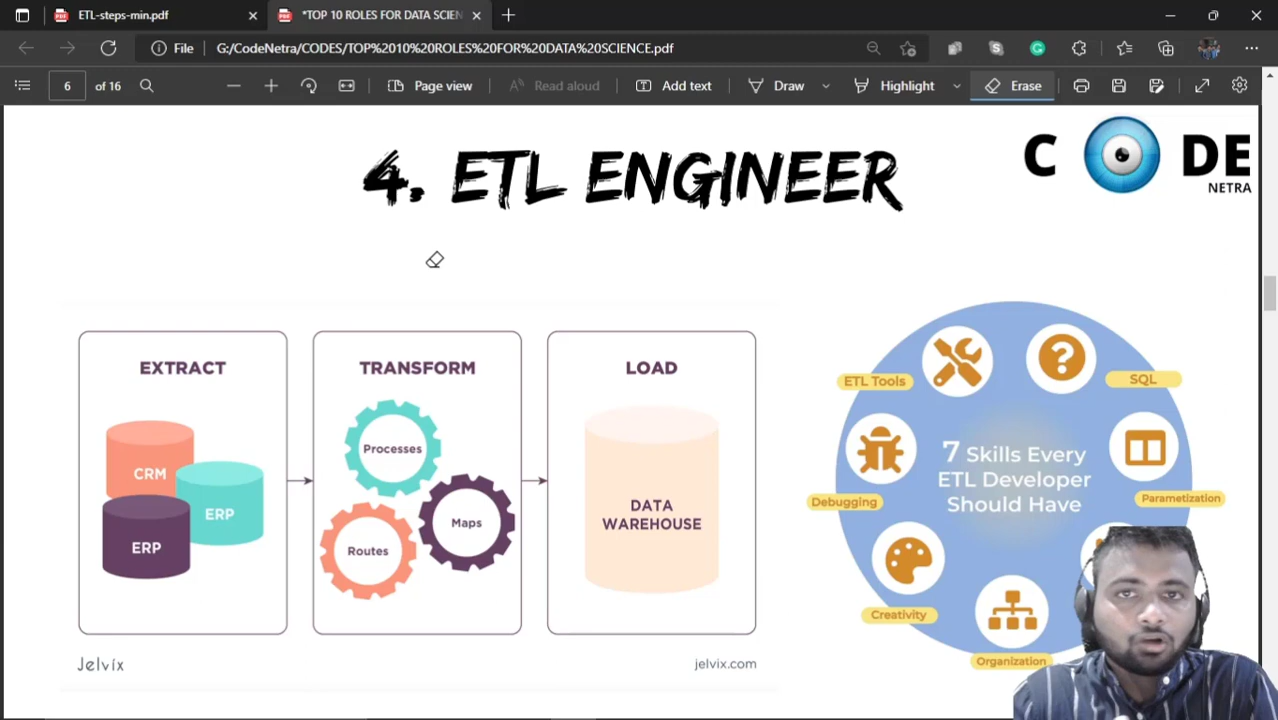 ETL-steps-min.pdf
*TOP 10 ROLES FOR DATA SCIEN
File
G:/CodeNetra/CODES/TOP%2010%20ROLES%20FOR%20DATA%20SCIENCE.pdf
6
of 16
Page view
Read aloud
Add text
Draw
Highlight
Erase
4. ETL ENGINEER
C DE
NETRA
EXTRACT
CRM
ERP
ERP
TRANSFORM
Processes
Maps
Routes
LOAD
DATA
WAREHOUSE
Jelvix
jelvix.com
ETL Tools
SQL
Debugging
Parametization
Creativity
Organization
7 Skills Every
ETL Developer
Should Have